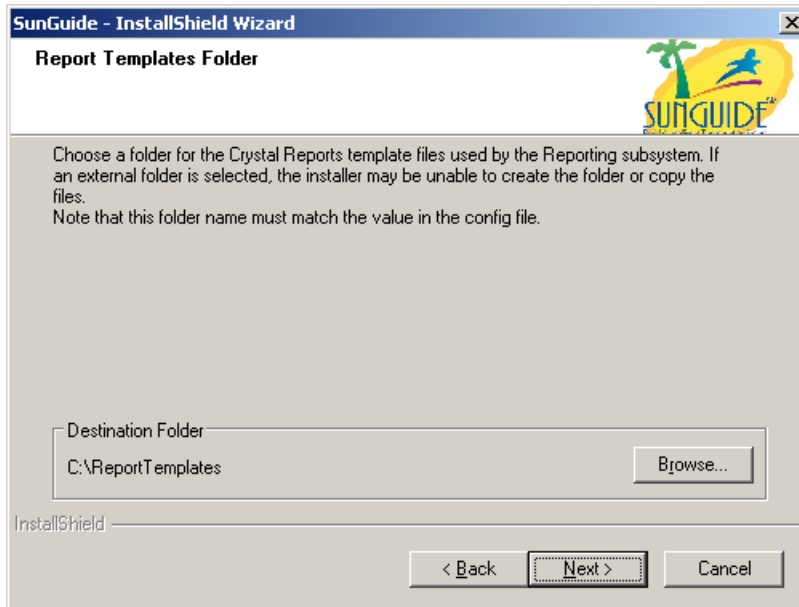 SunGuide - InstallShield Wizard
Report Templates Folder
SUNGUIDE
SM
Choose a folder for the Crystal Reports template files used by the Reporting subsystem. If
an external folder is selected, the installer may be unable to create the folder or copy the
files.
Note that this folder name must match the value in the config file.
Destination Folder
C:\ReportTemplates
Browse...
InstallShield
< Back
Next >
Cancel